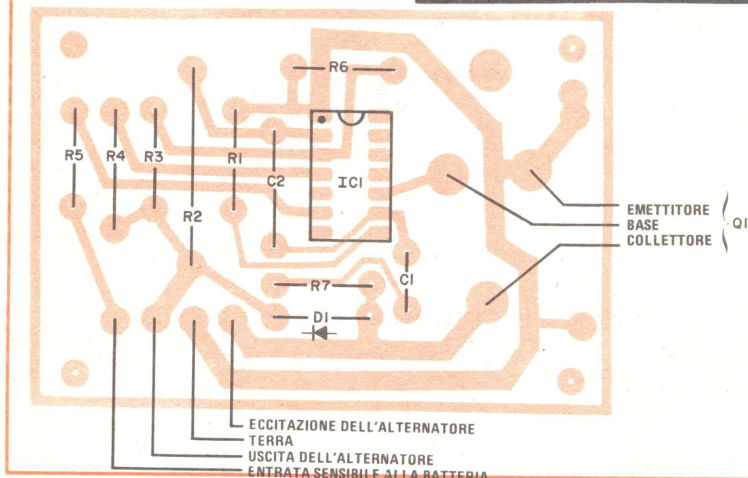 R6
R5
R4
R3
R1
C2
IC1
R2
EMETTITORE
BASE
COLLETTORE
Q1
R7
C1
D1
ECCITAZIONE DELL'ALTERNATORE
TERRA
USCITA DELL'ALTERNATORE
ENTRATA SENSIBILE ALLA BATTERIA